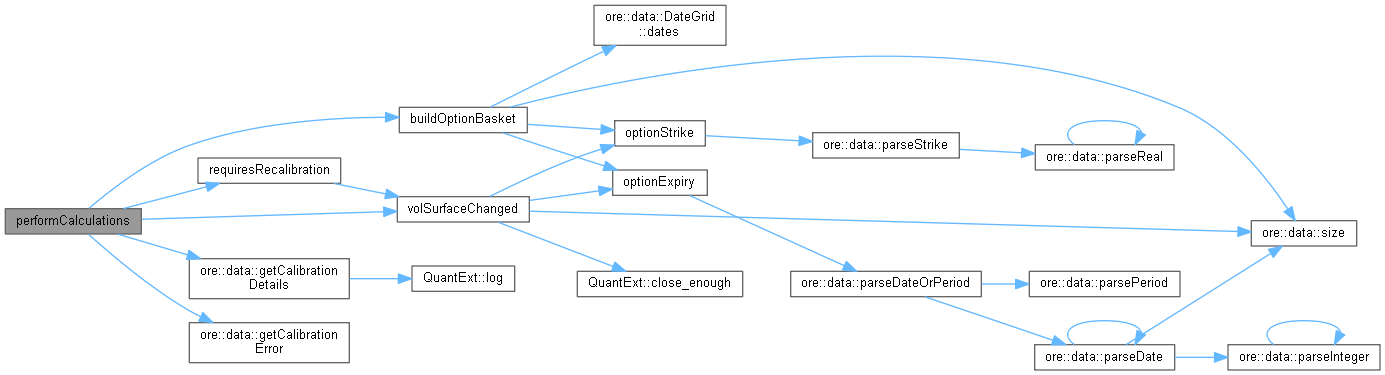 performCalculations
buildOptionBasket
requiresRecalibration
volSurfaceChanged
ore::data::getCalibration
Details
ore::data::getCalibration
Error
ore::data::DateGrid
::dates
optionStrike
optionExpiry
QuantExt::log
QuantExt::close_enough
ore::data::parseStrike
ore::data::parseReal
ore::data::parseDateOrPeriod
ore::data::parsePeriod
ore::data::parseDate
ore::data::size
ore::data::parseInteger